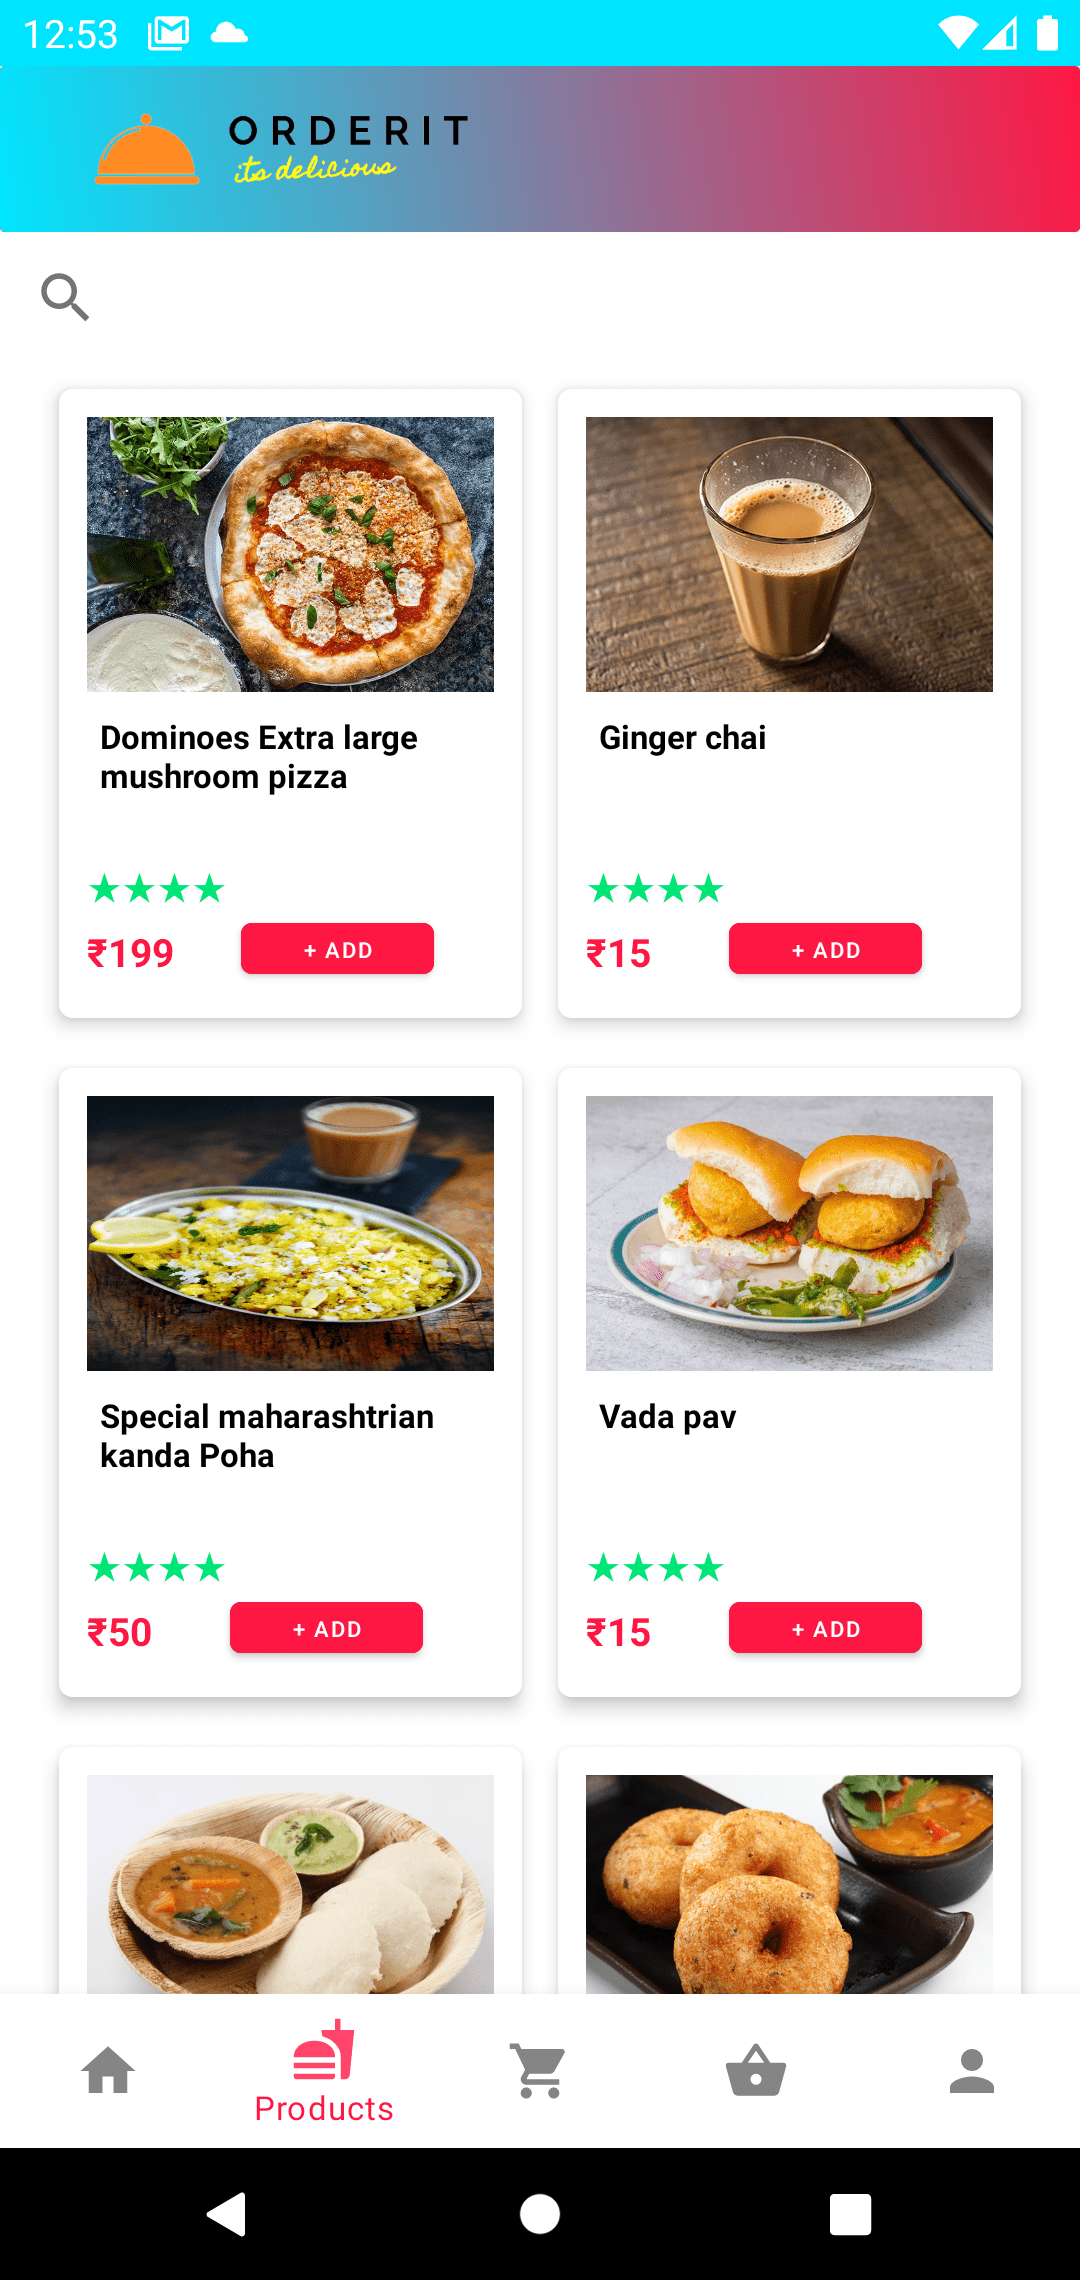 12:53
ORDERIT
its delicious
Dominoes Extra large
mushroom pizza
★★★★
₹199
+ ADD
Ginger chai
★★★★
₹15
+ ADD
Special maharashtrian
kanda Poha
★★★★
₹50
+ ADD
Vada pav
★★★★
₹15
+ ADD
Products